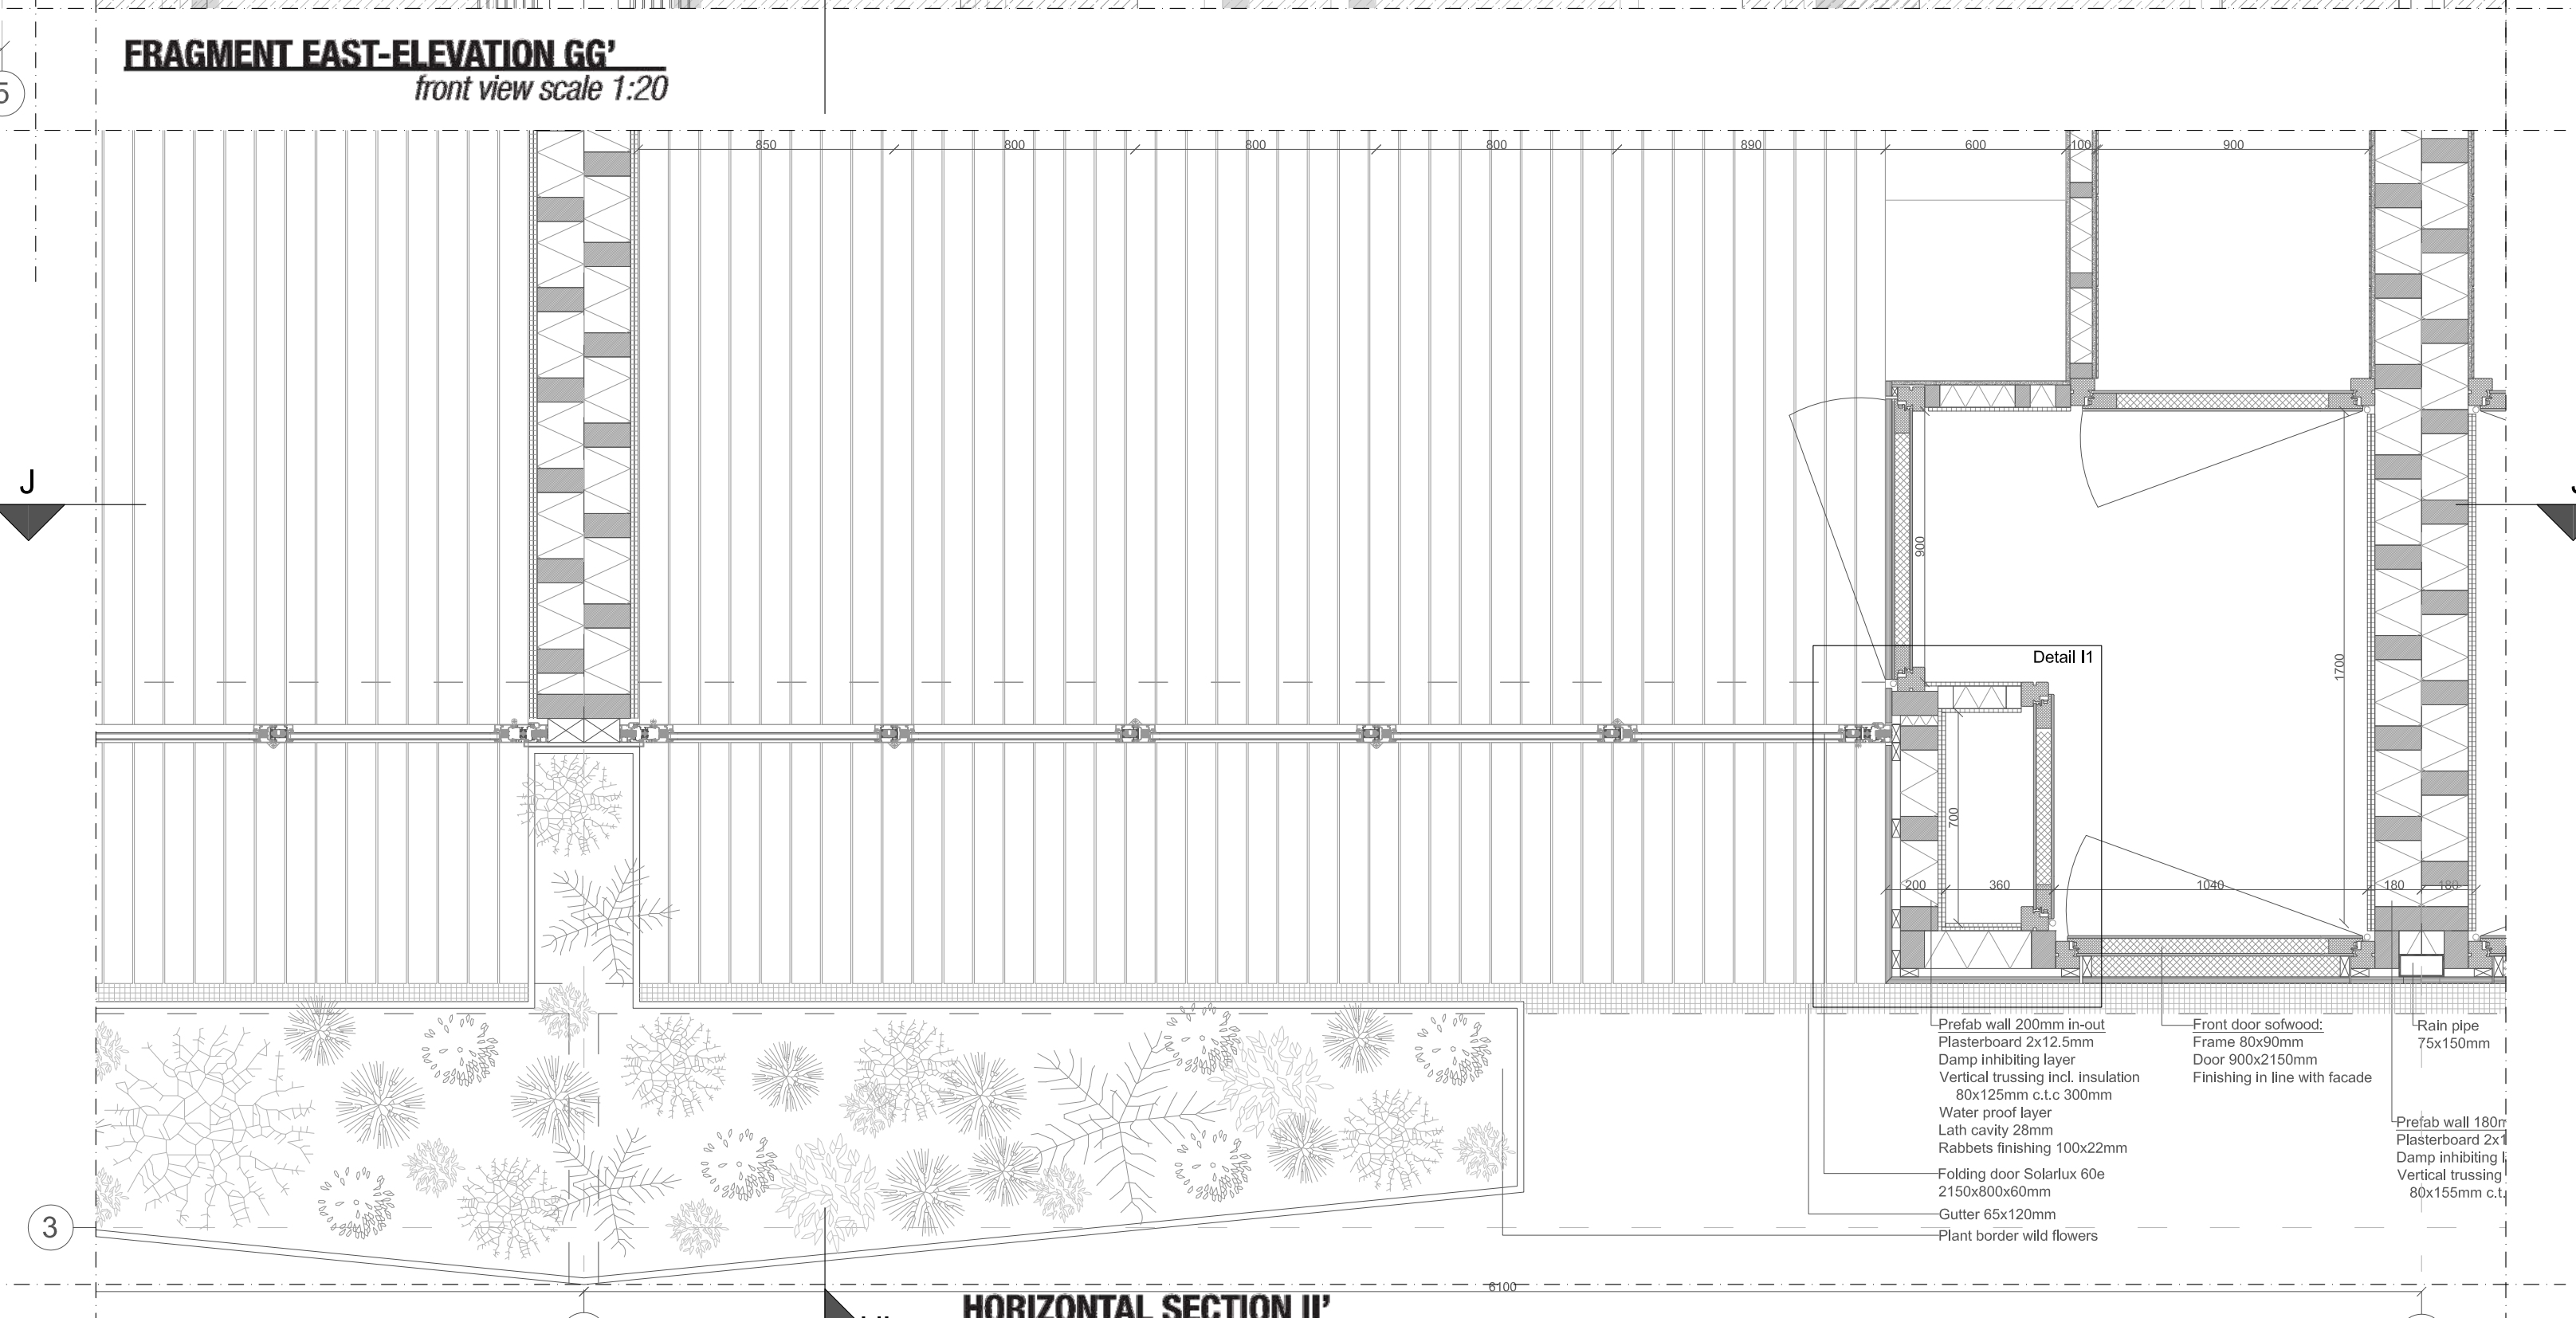 FRAGMENT EAST-ELEVATION GG'
front view scale 1:20
5
850
800
800
800
890
600
100
900
J
900
Detail I1
1700
700
200
360
1040
180
180
Prefab wall 200mm in-out
Plasterboard 2x12.5mm
Damp inhibiting layer
Vertical trussing incl. insulation
80x125mm c.t.c 300mm
Water proof layer
Lath cavity 28mm
Rabbets finishing 100x22mm
Front door sofwood:
Frame 80x90mm
Door 900x2150mm
Finishing in line with facade
Rain pipe
75x150mm
Prefab wall 180m
Plasterboard 2x1
Damp inhibiting l
Vertical trussing
80x155mm c.t.
Folding door Solarlux 60e
2150x800x60mm
Gutter 65x120mm
Plant border wild flowers
3
6100
HORIZONTAL SECTION II'